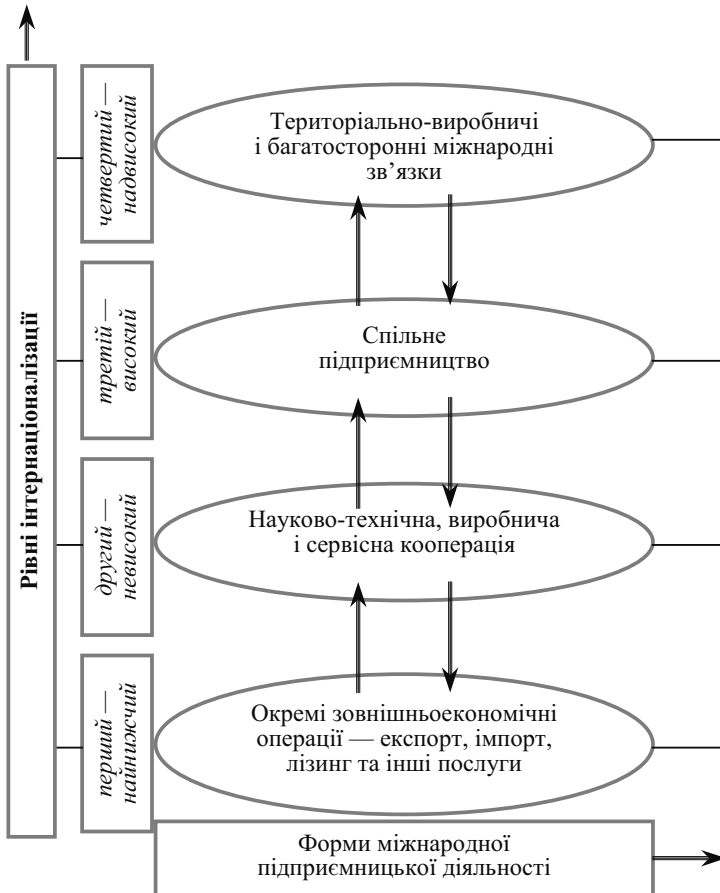 Рівні інтернаціоналізації
четвертий —
надвисокий
Територіально-виробничі
і багатосторонні міжнародні
зв’язки
третій —
високий
Спільне
підприємництво
другий —
невисокий
Науково-технічна, виробнича
і сервісна кооперація
перший —
найнижчий
Окремі зовнішньоекономічні
операції — експорт, імпорт,
лізинг та інші послуги
Форми міжнародної
підприємницької діяльності